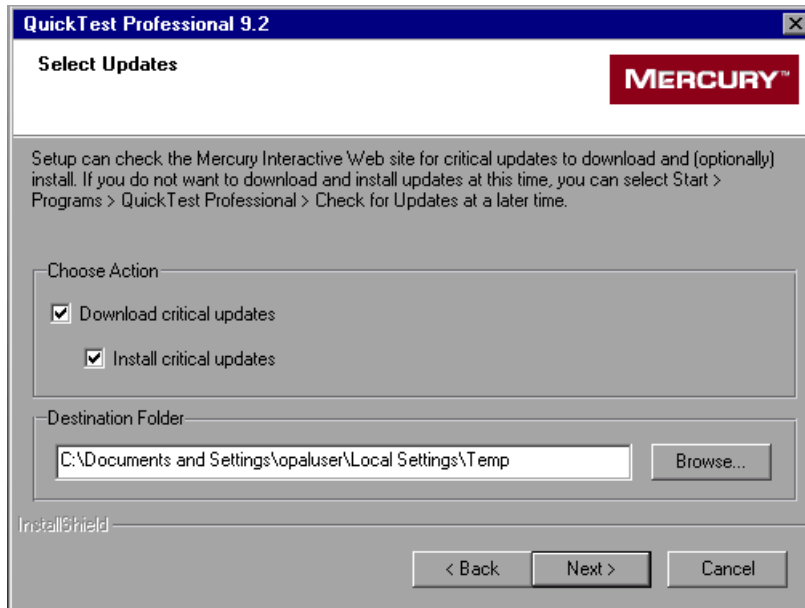 QuickTest Professional 9.2
Select Updates
MERCURY™
Setup can check the Mercury Interactive Web site for critical updates to download and (optionally)
install. If you do not want to download and install updates at this time, you can select Start >
Programs > QuickTest Professional > Check for Updates at a later time.
Choose Action
Download critical updates
Install critical updates
Destination Folder
C:\Documents and Settings\opaluser\Local Settings\Temp
Browse...
InstallShield
< Back
Next >
Cancel